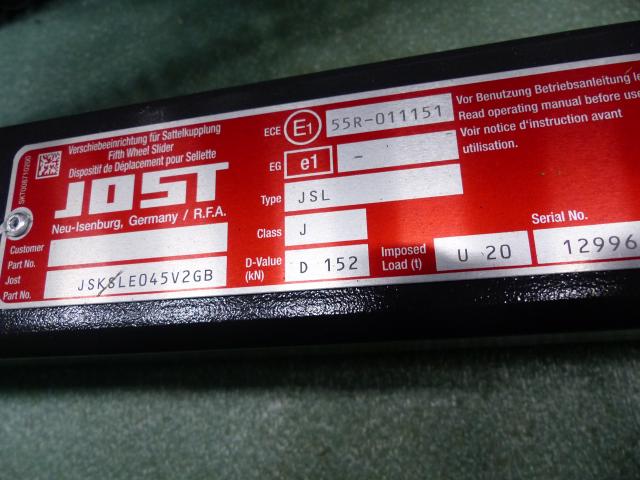 SKT008710200
Verschiebeeinrichtung für Sattelkupplung
Fifth Wheel Slider
Dispositif de Déplacement pour Sellette
JOST
Neu-Isenburg, Germany / R.F.A.
Customer
Part No.
Jost
Part No. JSKSLE045V2GB
ECE E1 55R-011151
EG e1 -
Type JSL
Class J
D-Value
(kN) D 152
Imposed
Load (t) U 20
Vor Benutzung Betriebsanleitung
Read operating manual before use
Voir notice d'instruction avant
utilisation.
Serial No.
12996